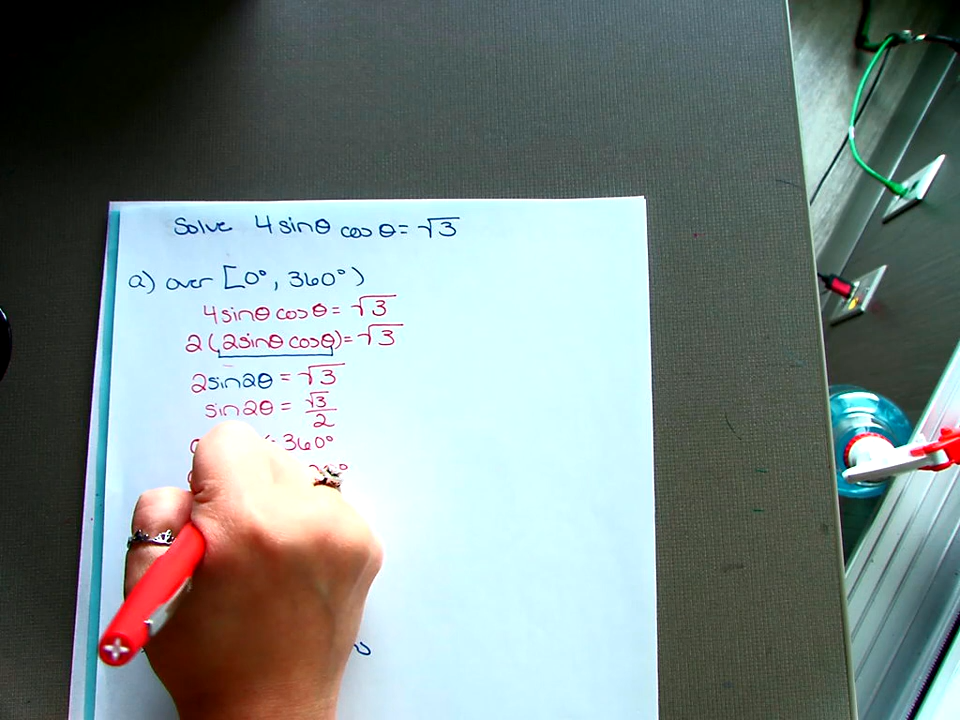 Solve 4sinθ cosθ = √3
a) over [0°, 360°)
4sinθ cosθ = √3
2(2sinθ cosθ) = √3
2sin2θ = √3
sin2θ = √3/2
360°